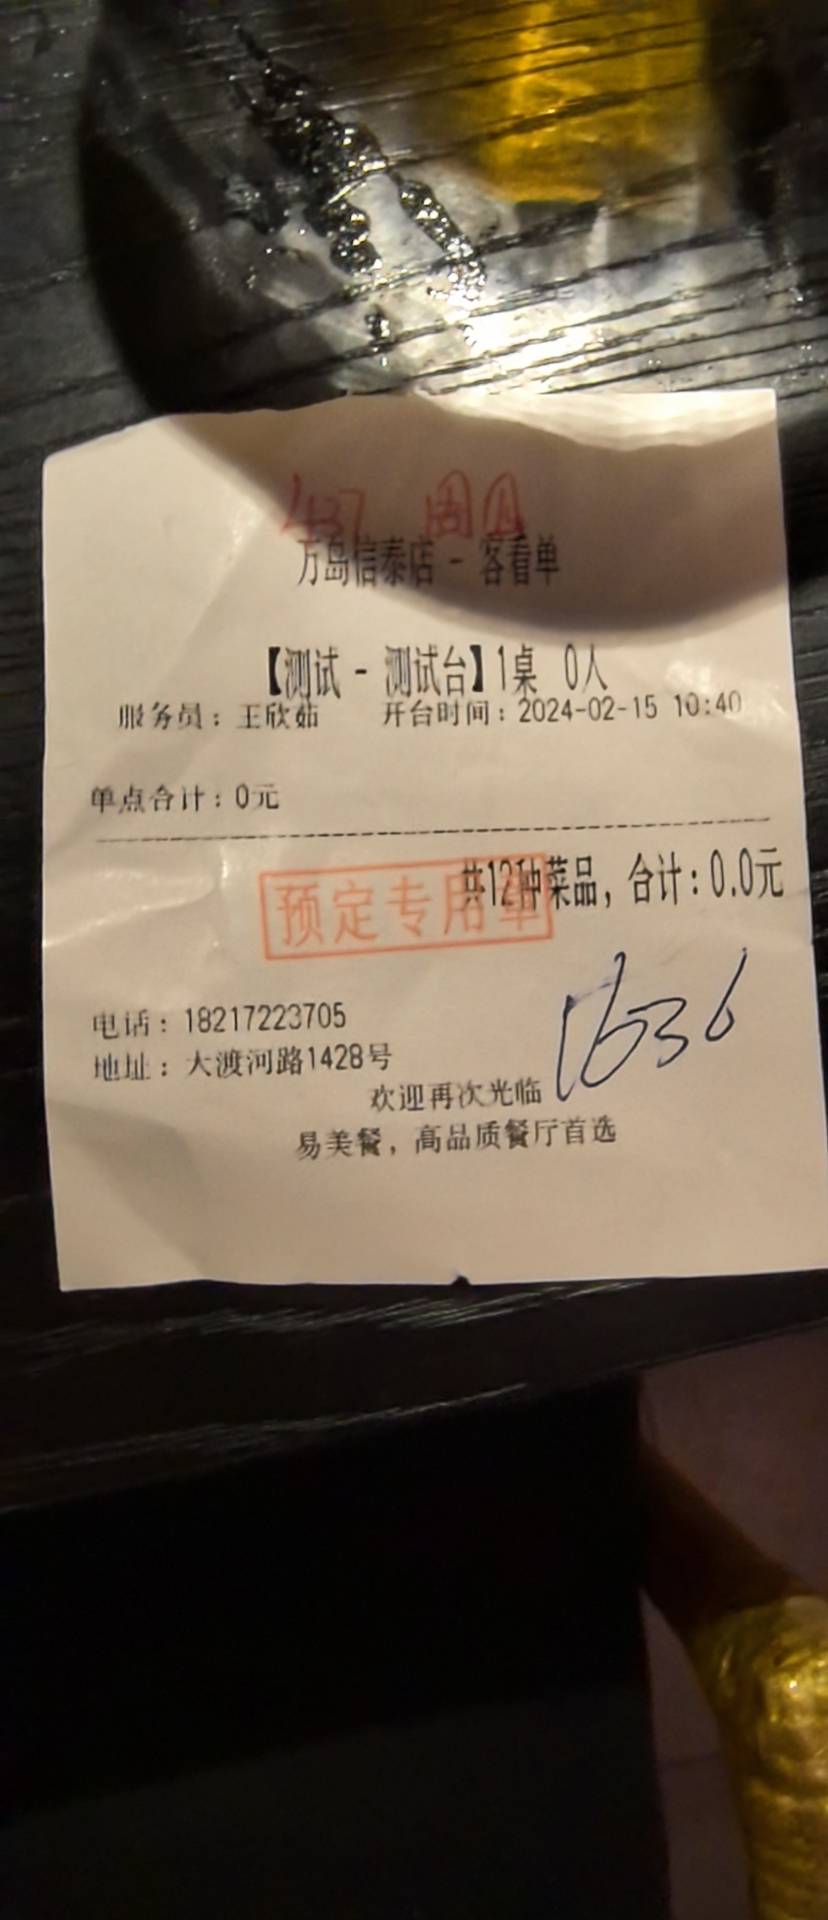 437 周四
万岛信泰店 - 客看单
【测试 - 测试台】1桌 0人
服务员：王欣茹 开台时间：2024-02-15 10:40
单点合计：0元
共12种菜品，合计：0.0元
预定专用单
1636
电话：18217223705
地址：大渡河路1428号
欢迎再次光临
易美餐，高品质餐厅首选